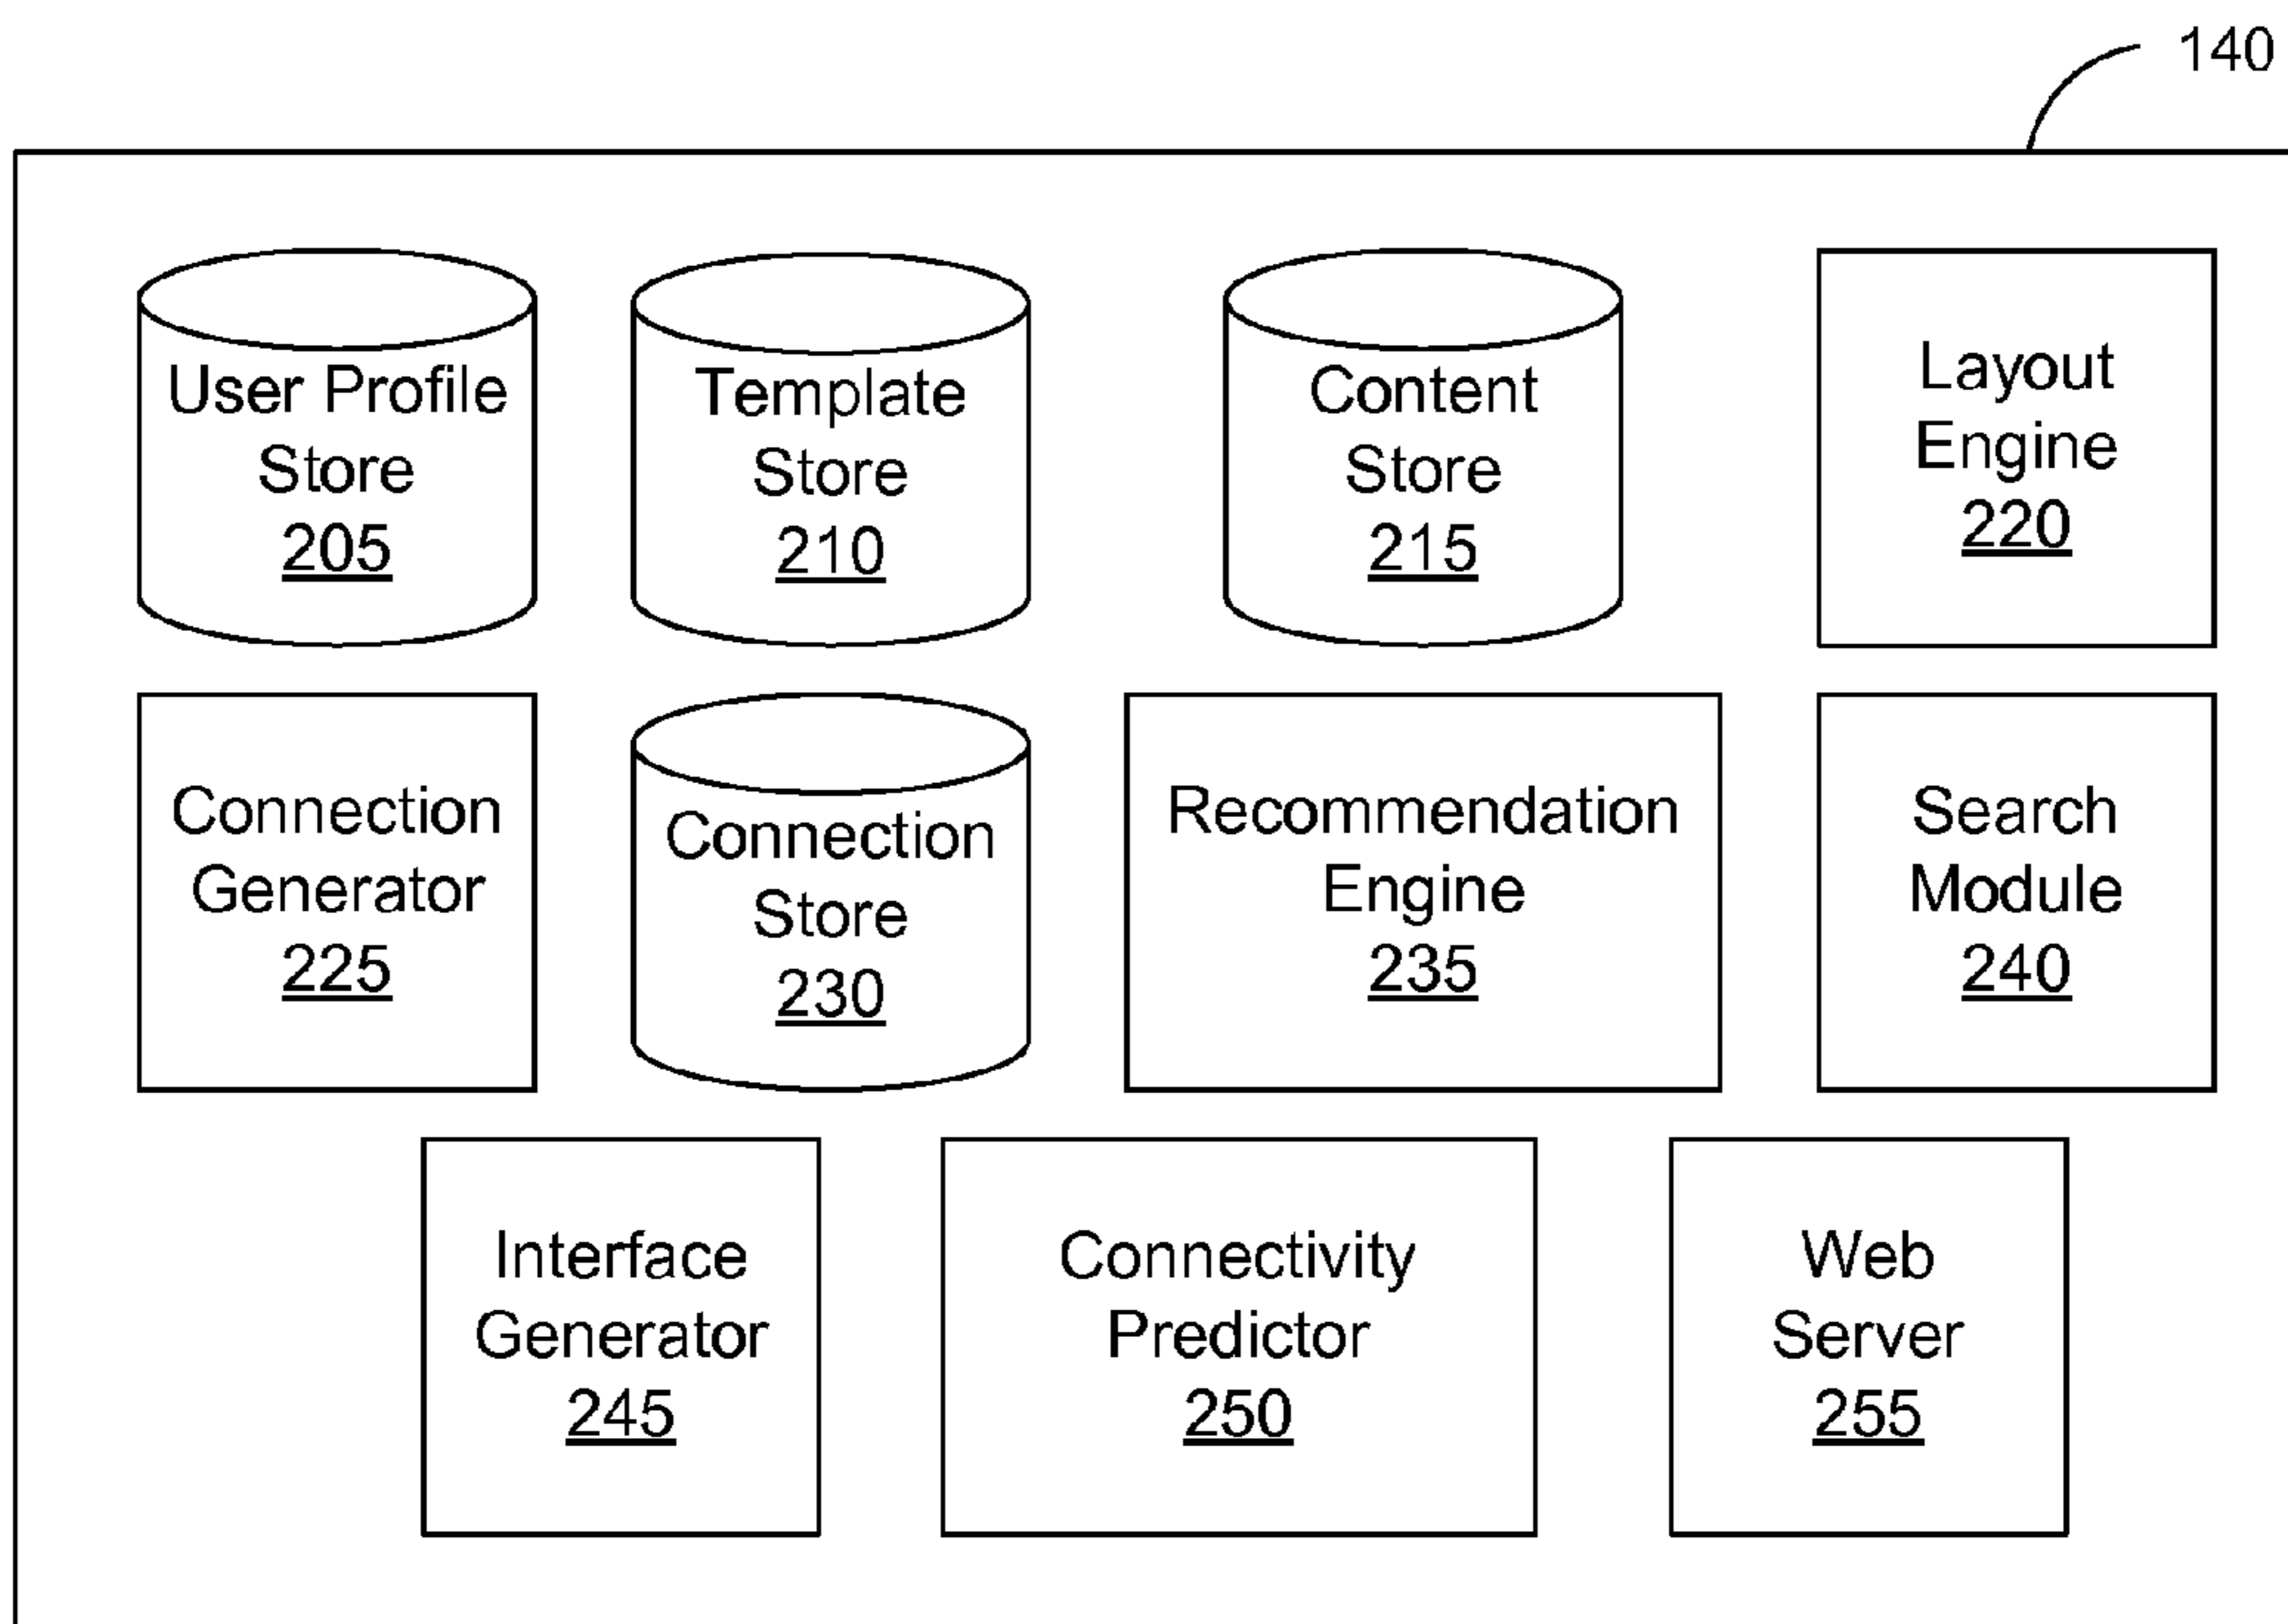 140
User Profile
Store
205
Template
Store
210
Content
Store
215
Layout
Engine
220
Connection
Generator
225
Connection
Store
230
Recommendation
Engine
235
Search
Module
240
Interface
Generator
245
Connectivity
Predictor
250
Web
Server
255